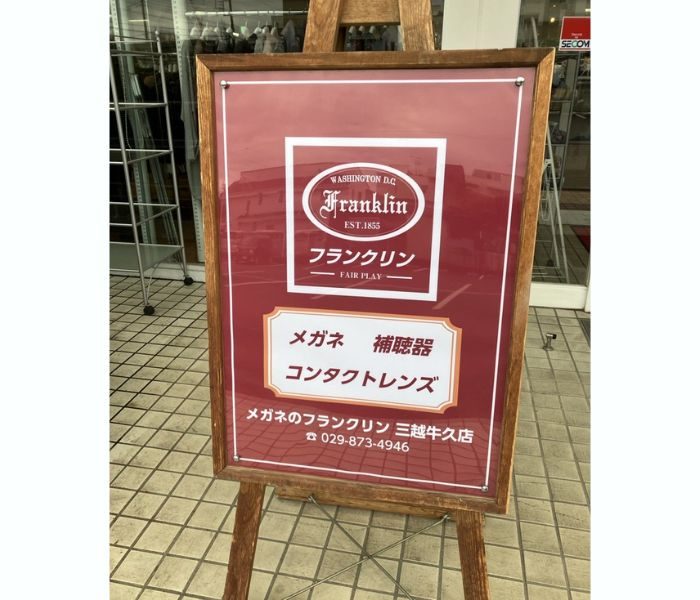 SECOM
WASHINGTON D.C.
Franklin
EST.1855
フランクリン
FAIR PLAY
メガネ 補聴器
コンタクトレンズ
メガネのフランクリン 三越牛久店
☎ 029-873-4946